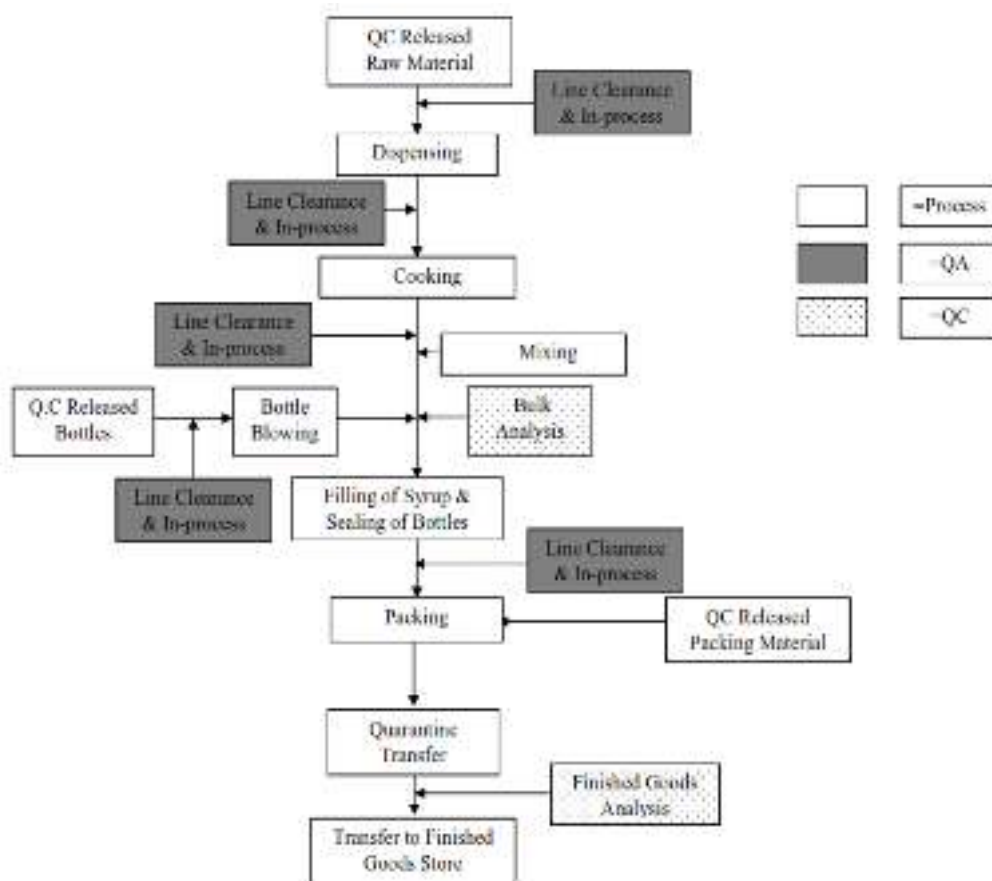 QC Released
Raw Material
Line Clearance
& In-process
Dispensing
Line Clearance
& In-process
=Process
=QA
Cooking
=QC
Line Clearance
& In-process
Mixing
Q.C Released
Bottles
Bottle
Blowing
Bulk
Analysis
Line Clearance
& In-process
Filling of Syrup &
Sealing of Bottles
Line Clearance
& In-process
Packing
QC Released
Packing Material
Quarantine
Transfer
Finished Goods
Analysis
Transfer to Finished
Goods Store